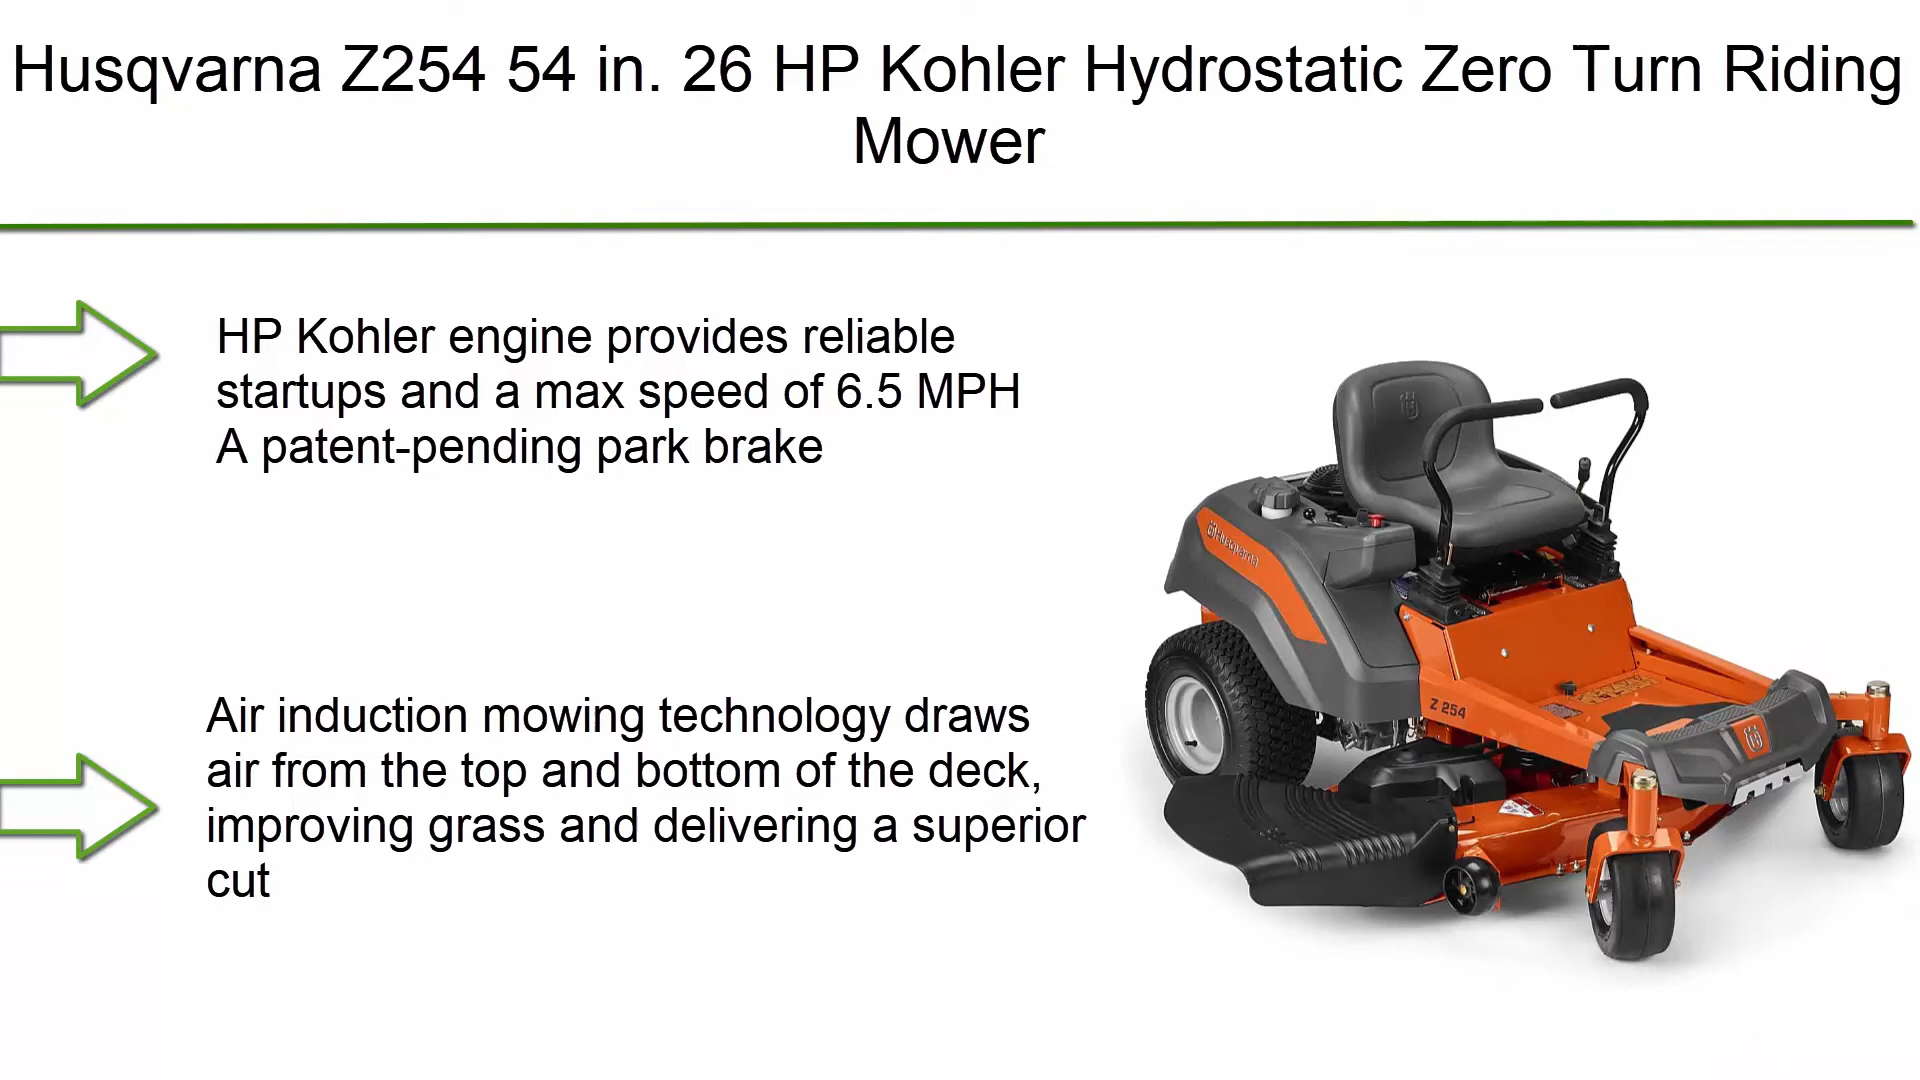 Husqvarna Z254 54 in. 26 HP Kohler Hydrostatic Zero Turn Riding
Mower
HP Kohler engine provides reliable
startups and a max speed of 6.5 MPH
A patent-pending park brake
Air induction mowing technology draws
air from the top and bottom of the deck,
improving grass and delivering a superior
cut
Husqvarna
Z 254